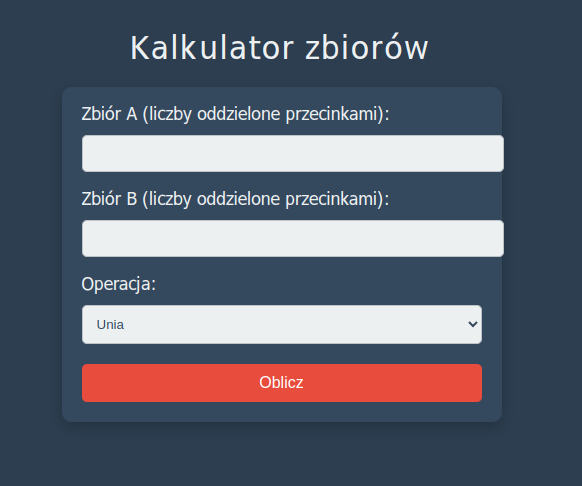 Kalkulator zbiorów
Zbiór A (liczby oddzielone przecinkami):
Zbiór B (liczby oddzielone przecinkami):
Operacja:
Unia
Oblicz